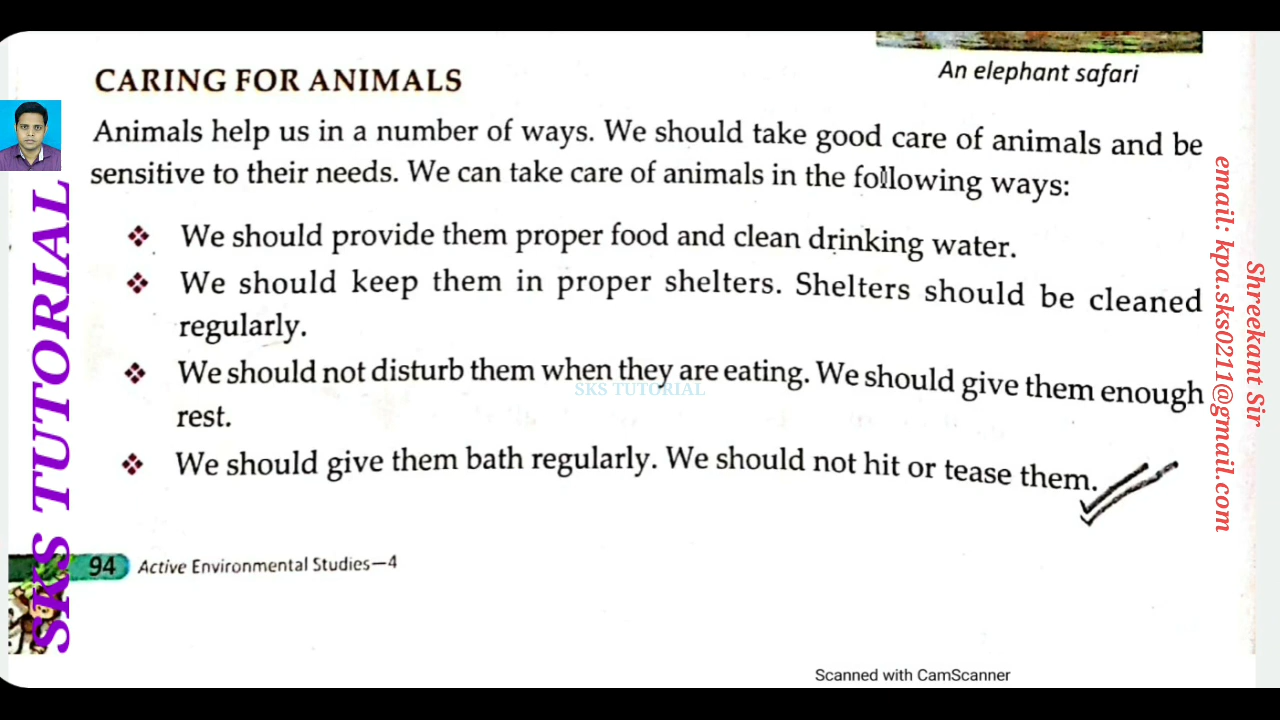 An elephant safari
CARING FOR ANIMALS
Animals help us in a number of ways. We should take good care of animals and be
sensitive to their needs. We can take care of animals in the following ways:
❖ We should provide them proper food and clean drinking water.
❖ We should keep them in proper shelters. Shelters should be cleaned
regularly.
❖ We should not disturb them when they are eating. We should give them enough
rest.
❖ We should give them bath regularly. We should not hit or tease them.
94 Active Environmental Studies—4
Scanned with CamScanner
SKS TUTORIAL
SKS TUTORIAL
email: kpa.sks0211@gmail.com
Shreekant Sir